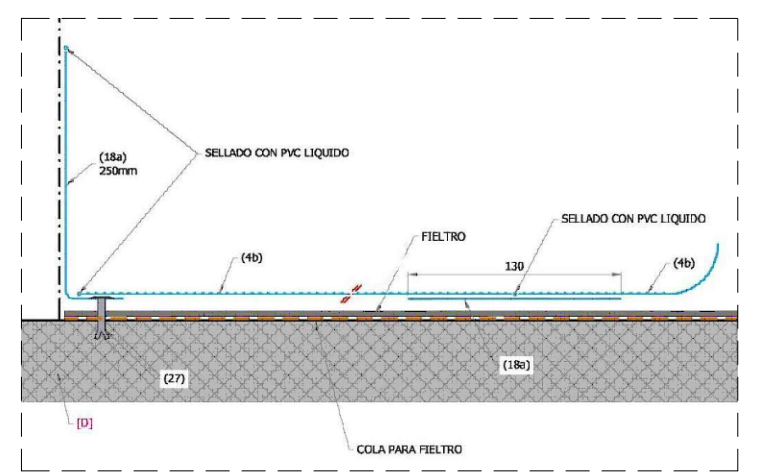 (18a)
250mm
SELLADO CON PVC LIQUIDO
SELLADO CON PVC LIQUIDO
FIELTRO
(4b)
130
(4b)
(18a)
(27)
[D]
COLA PARA FIELTRO